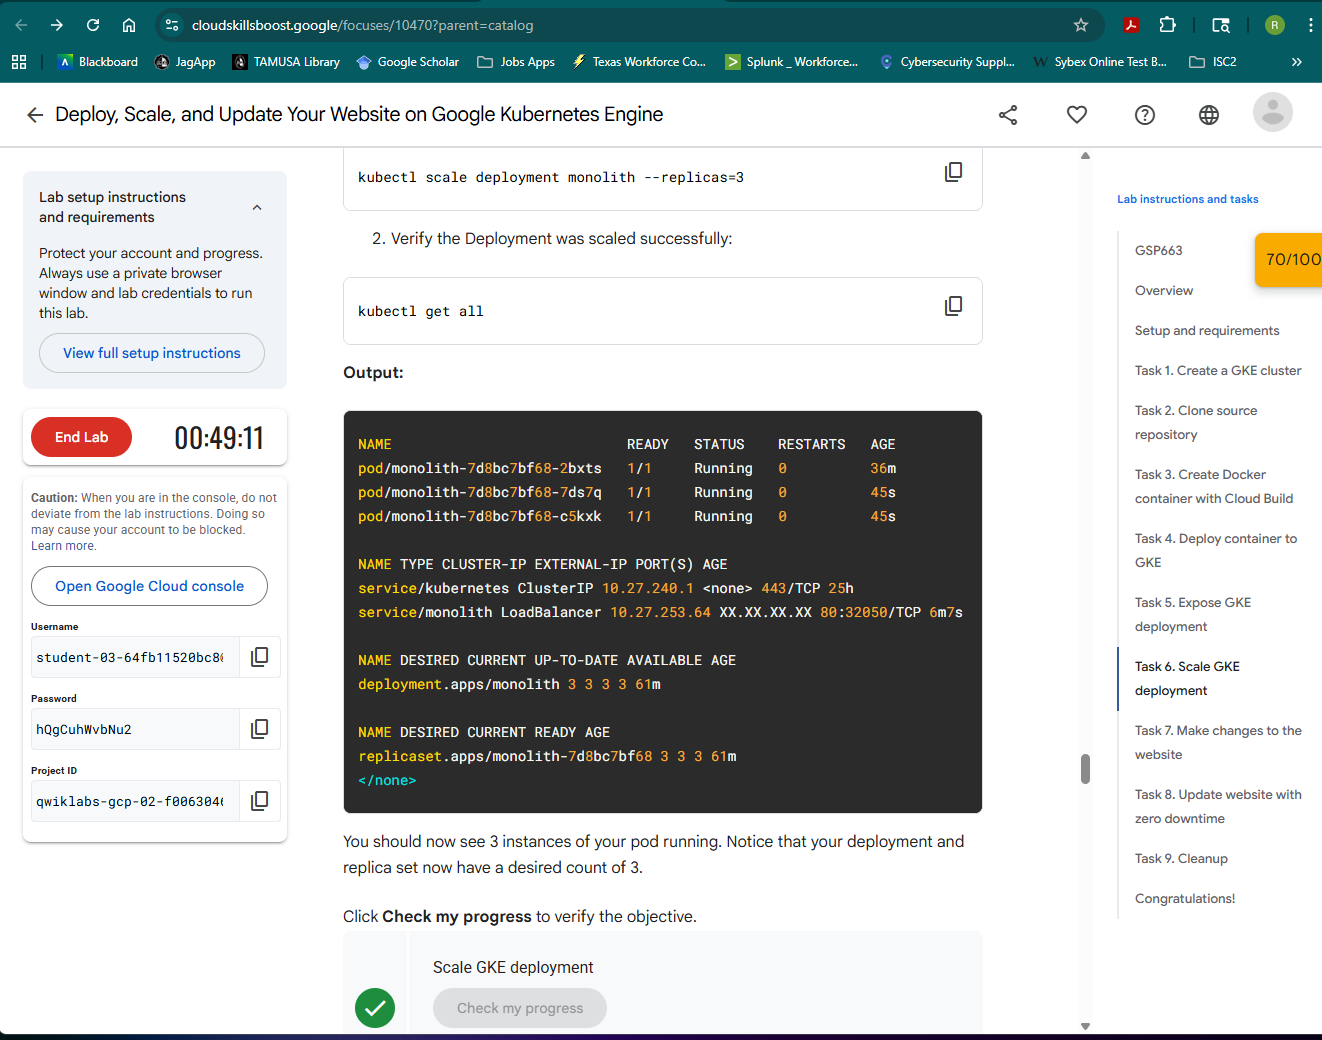 cloudskillsboost.google/focuses/10470?parent=catalog
R
Blackboard
JagApp
TAMUSA Library
Google Scholar
Jobs Apps
Texas Workforce Co...
Splunk _ Workforce...
Cybersecurity Suppl...
Sybex Online Test B...
ISC2
Deploy, Scale, and Update Your Website on Google Kubernetes Engine
Lab setup instructions
and requirements
Protect your account and progress.
Always use a private browser
window and lab credentials to run
this lab.
View full setup instructions
End Lab
00:49:11
Caution: When you are in the console, do not
deviate from the lab instructions. Doing so
may cause your account to be blocked.
Learn more.
Open Google Cloud console
Username
student-03-64fb11520bc8
Password
hQgCuhWvbNu2
Project ID
qwiklabs-gcp-02-f006304
kubectl scale deployment monolith --replicas=3
2. Verify the Deployment was scaled successfully:
kubectl get all
Output:
NAME READY STATUS RESTARTS AGE
pod/monolith-7d8bc7bf68-2bxts 1/1 Running 0 36m
pod/monolith-7d8bc7bf68-7ds7q 1/1 Running 0 45s
pod/monolith-7d8bc7bf68-c5kxk 1/1 Running 0 45s
NAME TYPE CLUSTER-IP EXTERNAL-IP PORT(S) AGE
service/kubernetes ClusterIP 10.27.240.1 <none> 443/TCP 25h
service/monolith LoadBalancer 10.27.253.64 XX.XX.XX.XX 80:32050/TCP 6m7s
NAME DESIRED CURRENT UP-TO-DATE AVAILABLE AGE
deployment.apps/monolith 3 3 3 3 61m
NAME DESIRED CURRENT READY AGE
replicaset.apps/monolith-7d8bc7bf68 3 3 3 61m
</none>
You should now see 3 instances of your pod running. Notice that your deployment and
replica set now have a desired count of 3.
Click Check my progress to verify the objective.
Scale GKE deployment
Check my progress
Lab instructions and tasks
GSP663
70/100
Overview
Setup and requirements
Task 1. Create a GKE cluster
Task 2. Clone source
repository
Task 3. Create Docker
container with Cloud Build
Task 4. Deploy container to
GKE
Task 5. Expose GKE
deployment
Task 6. Scale GKE
deployment
Task 7. Make changes to the
website
Task 8. Update website with
zero downtime
Task 9. Cleanup
Congratulations!